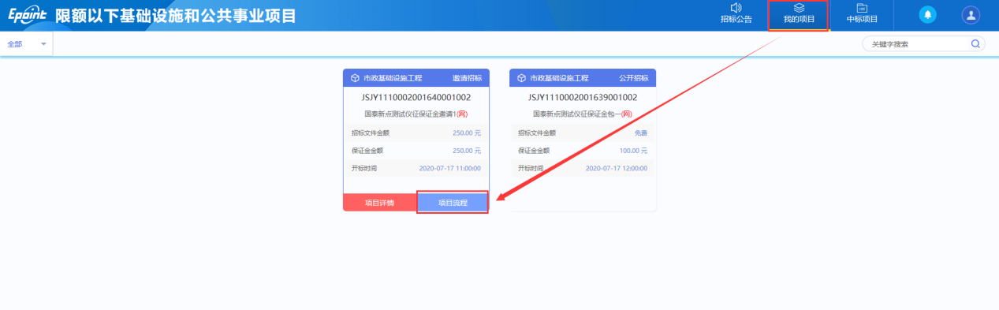 Epoint 限额以下基础设施和公共事业项目
招标公告 我的项目 中标项目
全部 关键字搜索
市政基础设施工程 邀请招标
JSJY1110002001640001002
国泰新点测试仪征保证金邀请1(网)
招标文件金额 250.00 元
保证金金额 250.00 元
开标时间 2020-07-17 11:00:00
项目详情 项目流程
市政基础设施工程 公开招标
JSJY1110002001639001002
国泰新点测试仪征保证金包一(网)
招标文件金额 免费
保证金金额 100.00 元
开标时间 2020-07-17 12:00:00